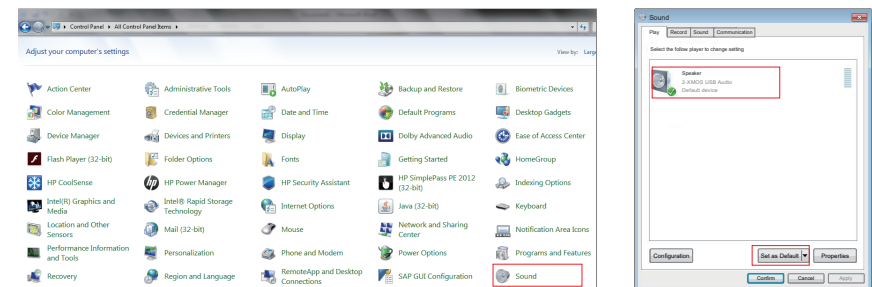 Control Panel ▸ All Control Panel Items ▸
Adjust your computer's settings
View by: Large
Action Center
Administrative Tools
AutoPlay
Backup and Restore
Biometric Devices
Color Management
Credential Manager
Date and Time
Default Programs
Desktop Gadgets
Device Manager
Devices and Printers
Display
Dolby Advanced Audio
Ease of Access Center
Flash Player (32-bit)
Folder Options
Fonts
Getting Started
HomeGroup
HP CoolSense
HP Power Manager
HP Security Assistant
HP SimplePass PE 2012
(32-bit)
Indexing Options
Intel(R) Graphics and
Media
Intel® Rapid Storage
Technology
Internet Options
Java (32-bit)
Keyboard
Location and Other
Sensors
Mail (32-bit)
Mouse
Network and Sharing
Center
Notification Area Icons
Performance Information
and Tools
Personalization
Phone and Modem
Power Options
Programs and Features
Recovery
Region and Language
RemoteApp and Desktop
Connections
SAP GUI Configuration
Sound
Sound
Play
Record
Sound
Communication
Select the follow player to change setting
Speaker
2-XMOS USB Audio
Default device
Configuration
Set as Default
Properties
Confirm
Cancel
Apply